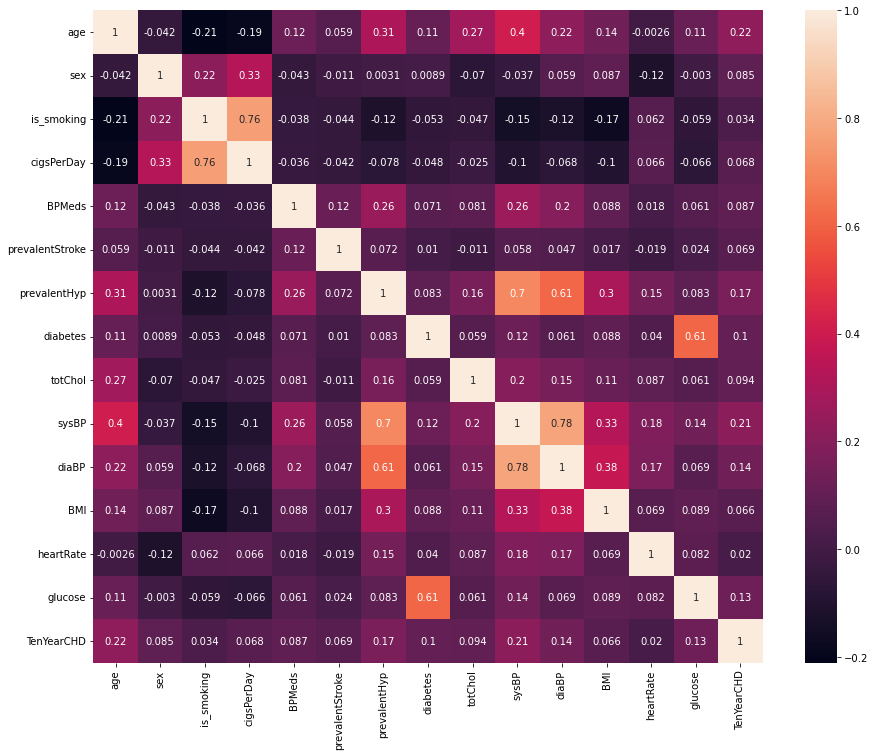 age 1 -0.042 -0.21 -0.19 0.12 0.059 0.31 0.11 0.27 0.4 0.22 0.14 -0.0026 0.11 0.22
sex -0.042 1 0.22 0.33 -0.043 -0.011 0.0031 0.0089 -0.07 -0.037 0.059 0.087 -0.12 -0.003 0.085
is_smoking -0.21 0.22 1 0.76 -0.038 -0.044 -0.12 -0.053 -0.047 -0.15 -0.12 -0.17 0.062 -0.059 0.034
cigsPerDay -0.19 0.33 0.76 1 -0.036 -0.042 -0.078 -0.048 -0.025 -0.1 -0.068 -0.1 0.066 -0.066 0.068
BPMeds 0.12 -0.043 -0.038 -0.036 1 0.12 0.26 0.071 0.081 0.26 0.2 0.088 0.018 0.061 0.087
prevalentStroke 0.059 -0.011 -0.044 -0.042 0.12 1 0.072 0.01 -0.011 0.058 0.047 0.017 -0.019 0.024 0.069
prevalentHyp 0.31 0.0031 -0.12 -0.078 0.26 0.072 1 0.083 0.16 0.7 0.61 0.3 0.15 0.083 0.17
diabetes 0.11 0.0089 -0.053 -0.048 0.071 0.01 0.083 1 0.059 0.12 0.061 0.088 0.04 0.61 0.1
totChol 0.27 -0.07 -0.047 -0.025 0.081 -0.011 0.16 0.059 1 0.2 0.15 0.11 0.087 0.061 0.094
sysBP 0.4 -0.037 -0.15 -0.1 0.26 0.058 0.7 0.12 0.2 1 0.78 0.33 0.18 0.14 0.21
diaBP 0.22 0.059 -0.12 -0.068 0.2 0.047 0.61 0.061 0.15 0.78 1 0.38 0.17 0.069 0.14
BMI 0.14 0.087 -0.17 -0.1 0.088 0.017 0.3 0.088 0.11 0.33 0.38 1 0.069 0.089 0.066
heartRate -0.0026 -0.12 0.062 0.066 0.018 -0.019 0.15 0.04 0.087 0.18 0.17 0.069 1 0.082 0.02
glucose 0.11 -0.003 -0.059 -0.066 0.061 0.024 0.083 0.61 0.061 0.14 0.069 0.089 0.082 1 0.13
TenYearCHD 0.22 0.085 0.034 0.068 0.087 0.069 0.17 0.1 0.094 0.21 0.14 0.066 0.02 0.13 1
age sex is_smoking cigsPerDay BPMeds prevalentStroke prevalentHyp diabetes totChol sysBP diaBP BMI heartRate glucose TenYearCHD
1.0
0.8
0.6
0.4
0.2
0.0
−0.2